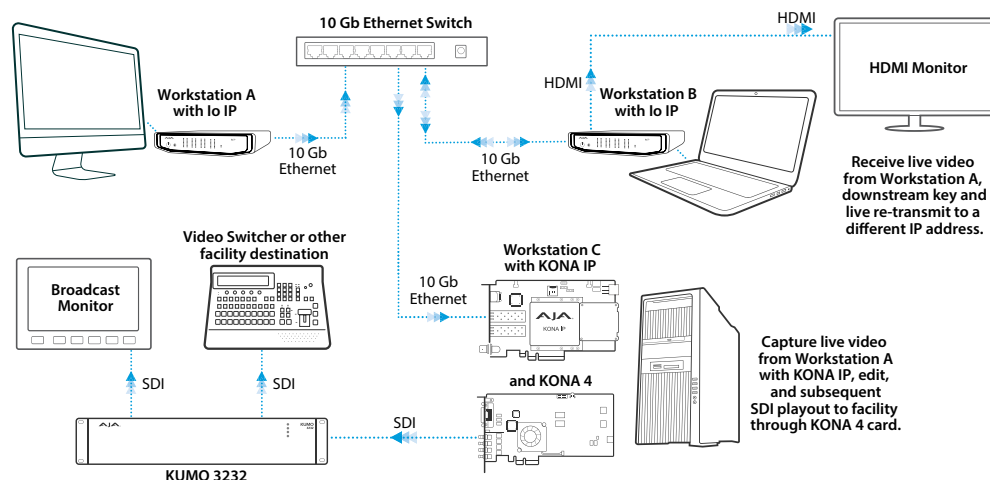 10 Gb Ethernet Switch
HDMI
HDMI
HDMI Monitor
Workstation A
with Io IP
AJA
10 Gb
Ethernet
10 Gb
Ethernet
Workstation B
with Io IP
AJA
Receive live video
from Workstation A,
downstream key and
live re-transmit to a
different IP address.
Video Switcher or other
facility destination
Broadcast
Monitor
10 Gb
Ethernet
Workstation C
with KONA IP
AJA
KONA IP
and KONA 4
Capture live video
from Workstation A
with KONA IP, edit,
and subsequent
SDI playout to facility
through KONA 4 card.
SDI
SDI
SDI
AJA
KUMO
KUMO 3232